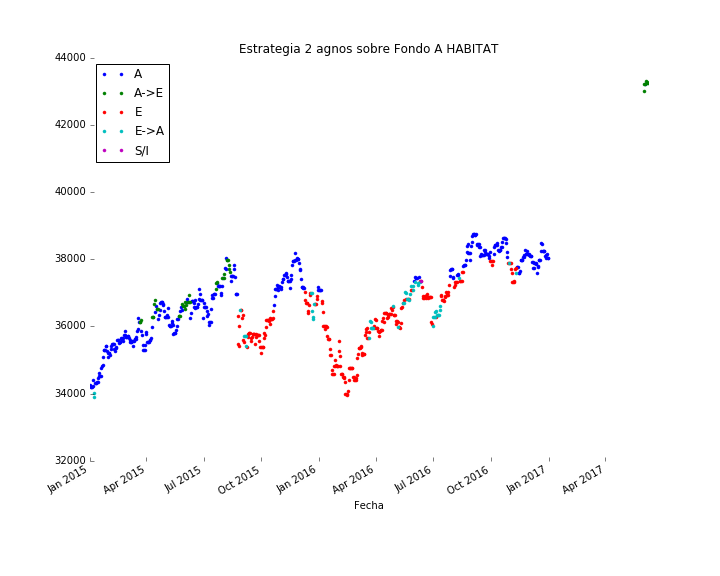 Estrategia 2 agnos sobre Fondo A HABITAT
44000
42000
40000
38000
36000
34000
32000
A
A->E
E
E->A
S/I
Jan 2015
Apr 2015
Jul 2015
Oct 2015
Jan 2016
Apr 2016
Jul 2016
Oct 2016
Jan 2017
Apr 2017
Fecha